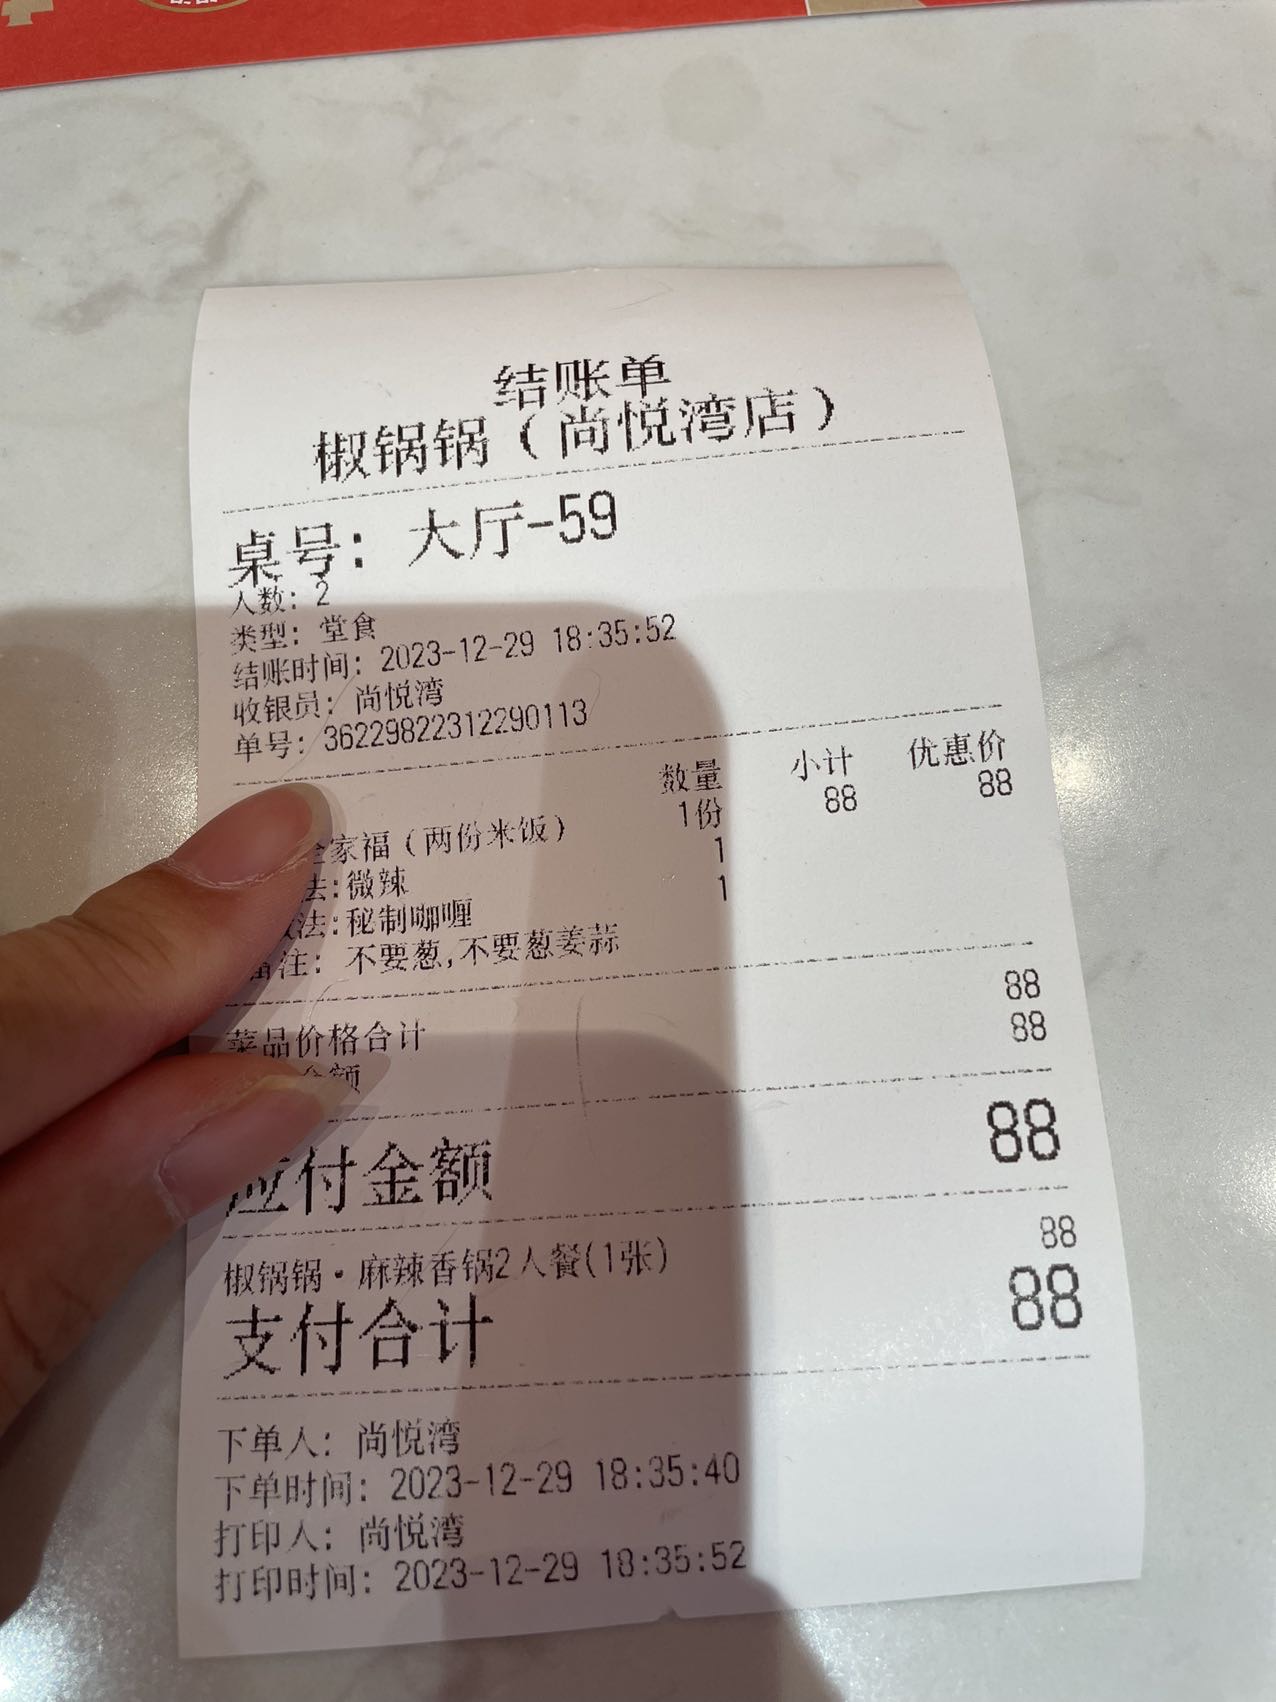 结账单
椒锅锅（尚悦湾店）
桌号： 大厅-59
人数：2
类型：堂食
结账时间：2023-12-29 18:35:52
收银员：尚悦湾
单号：36229822312290113
数量 小计 优惠价
家福（两份米饭） 1份 88 88
法:微辣 1
法:秘制咖喱 1
备注： 不要葱,不要葱姜蒜
菜品价格合计 88
金额 88
应付金额 88
椒锅锅·麻辣香锅2人餐(1张) 88
支付合计 88
下单人：尚悦湾
下单时间：2023-12-29 18:35:40
打印人：尚悦湾
打印时间：2023-12-29 18:35:52